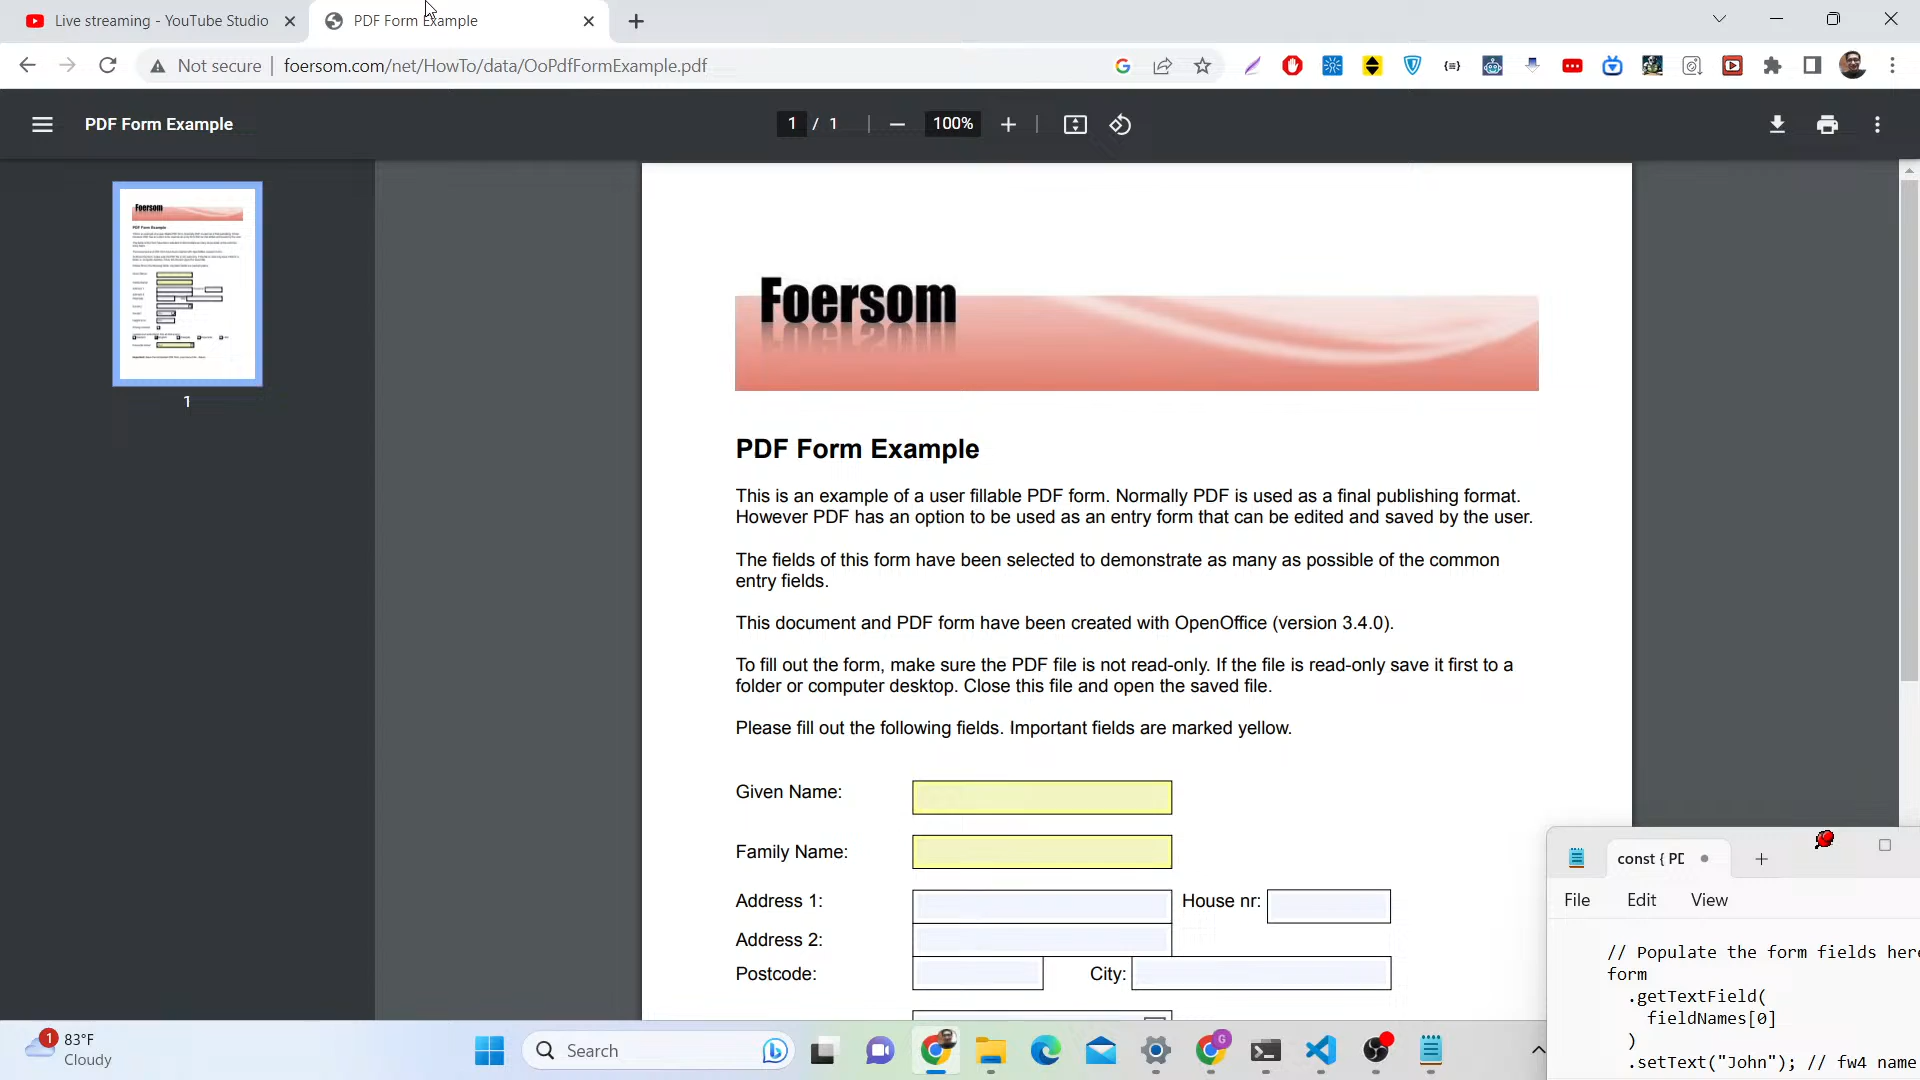 Live streaming - YouTube Studio
PDF Form Example
Not secure
foersom.com/net/HowTo/data/OoPdfFormExample.pdf
PDF Form Example
1 / 1
100%
Foersom
1
Foersom
PDF Form Example
This is an example of a user fillable PDF form. Normally PDF is used as a final publishing format.
However PDF has an option to be used as an entry form that can be edited and saved by the user.
The fields of this form have been selected to demonstrate as many as possible of the common
entry fields.
This document and PDF form have been created with OpenOffice (version 3.4.0).
To fill out the form, make sure the PDF file is not read-only. If the file is read-only save it first to a
folder or computer desktop. Close this file and open the saved file.
Please fill out the following fields. Important fields are marked yellow.
Given Name:
Family Name:
Address 1: House nr:
Address 2:
Postcode: City:
const { PD
File Edit View
// Populate the form fields here
form
.getTextField(
fieldNames[0]
)
.setText("John"); // fw4 name
1
83°F
Cloudy
Search
G